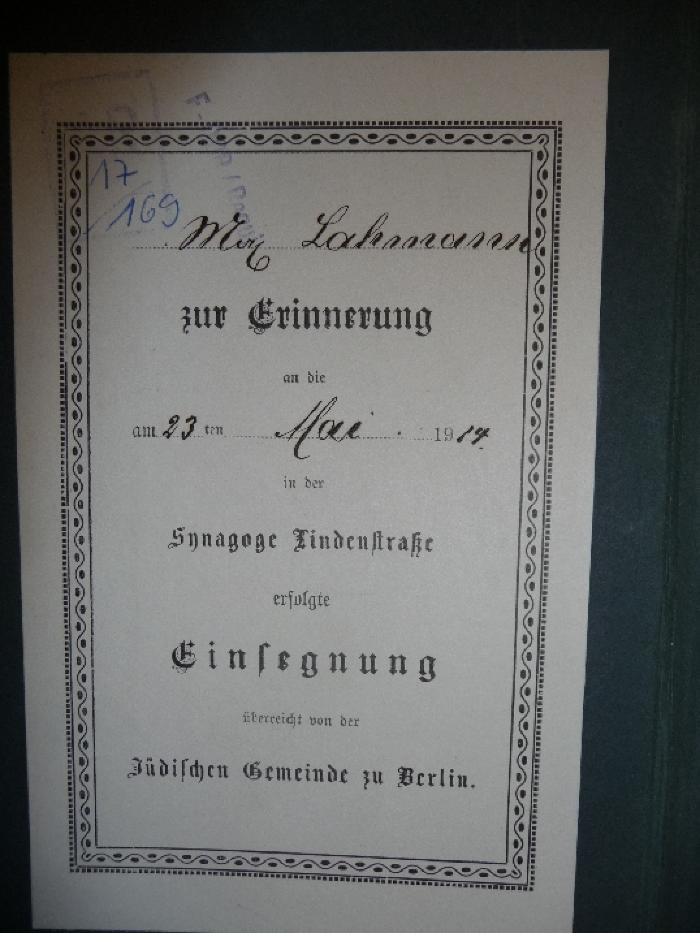 17
169
Max Lahmann
zur Erinnerung
an die
am 23 ten Mai 1914.
in der
Synagoge Lindenstraße
erfolgte
Einsegnung
überreicht von der
Jüdischen Gemeinde zu Berlin.